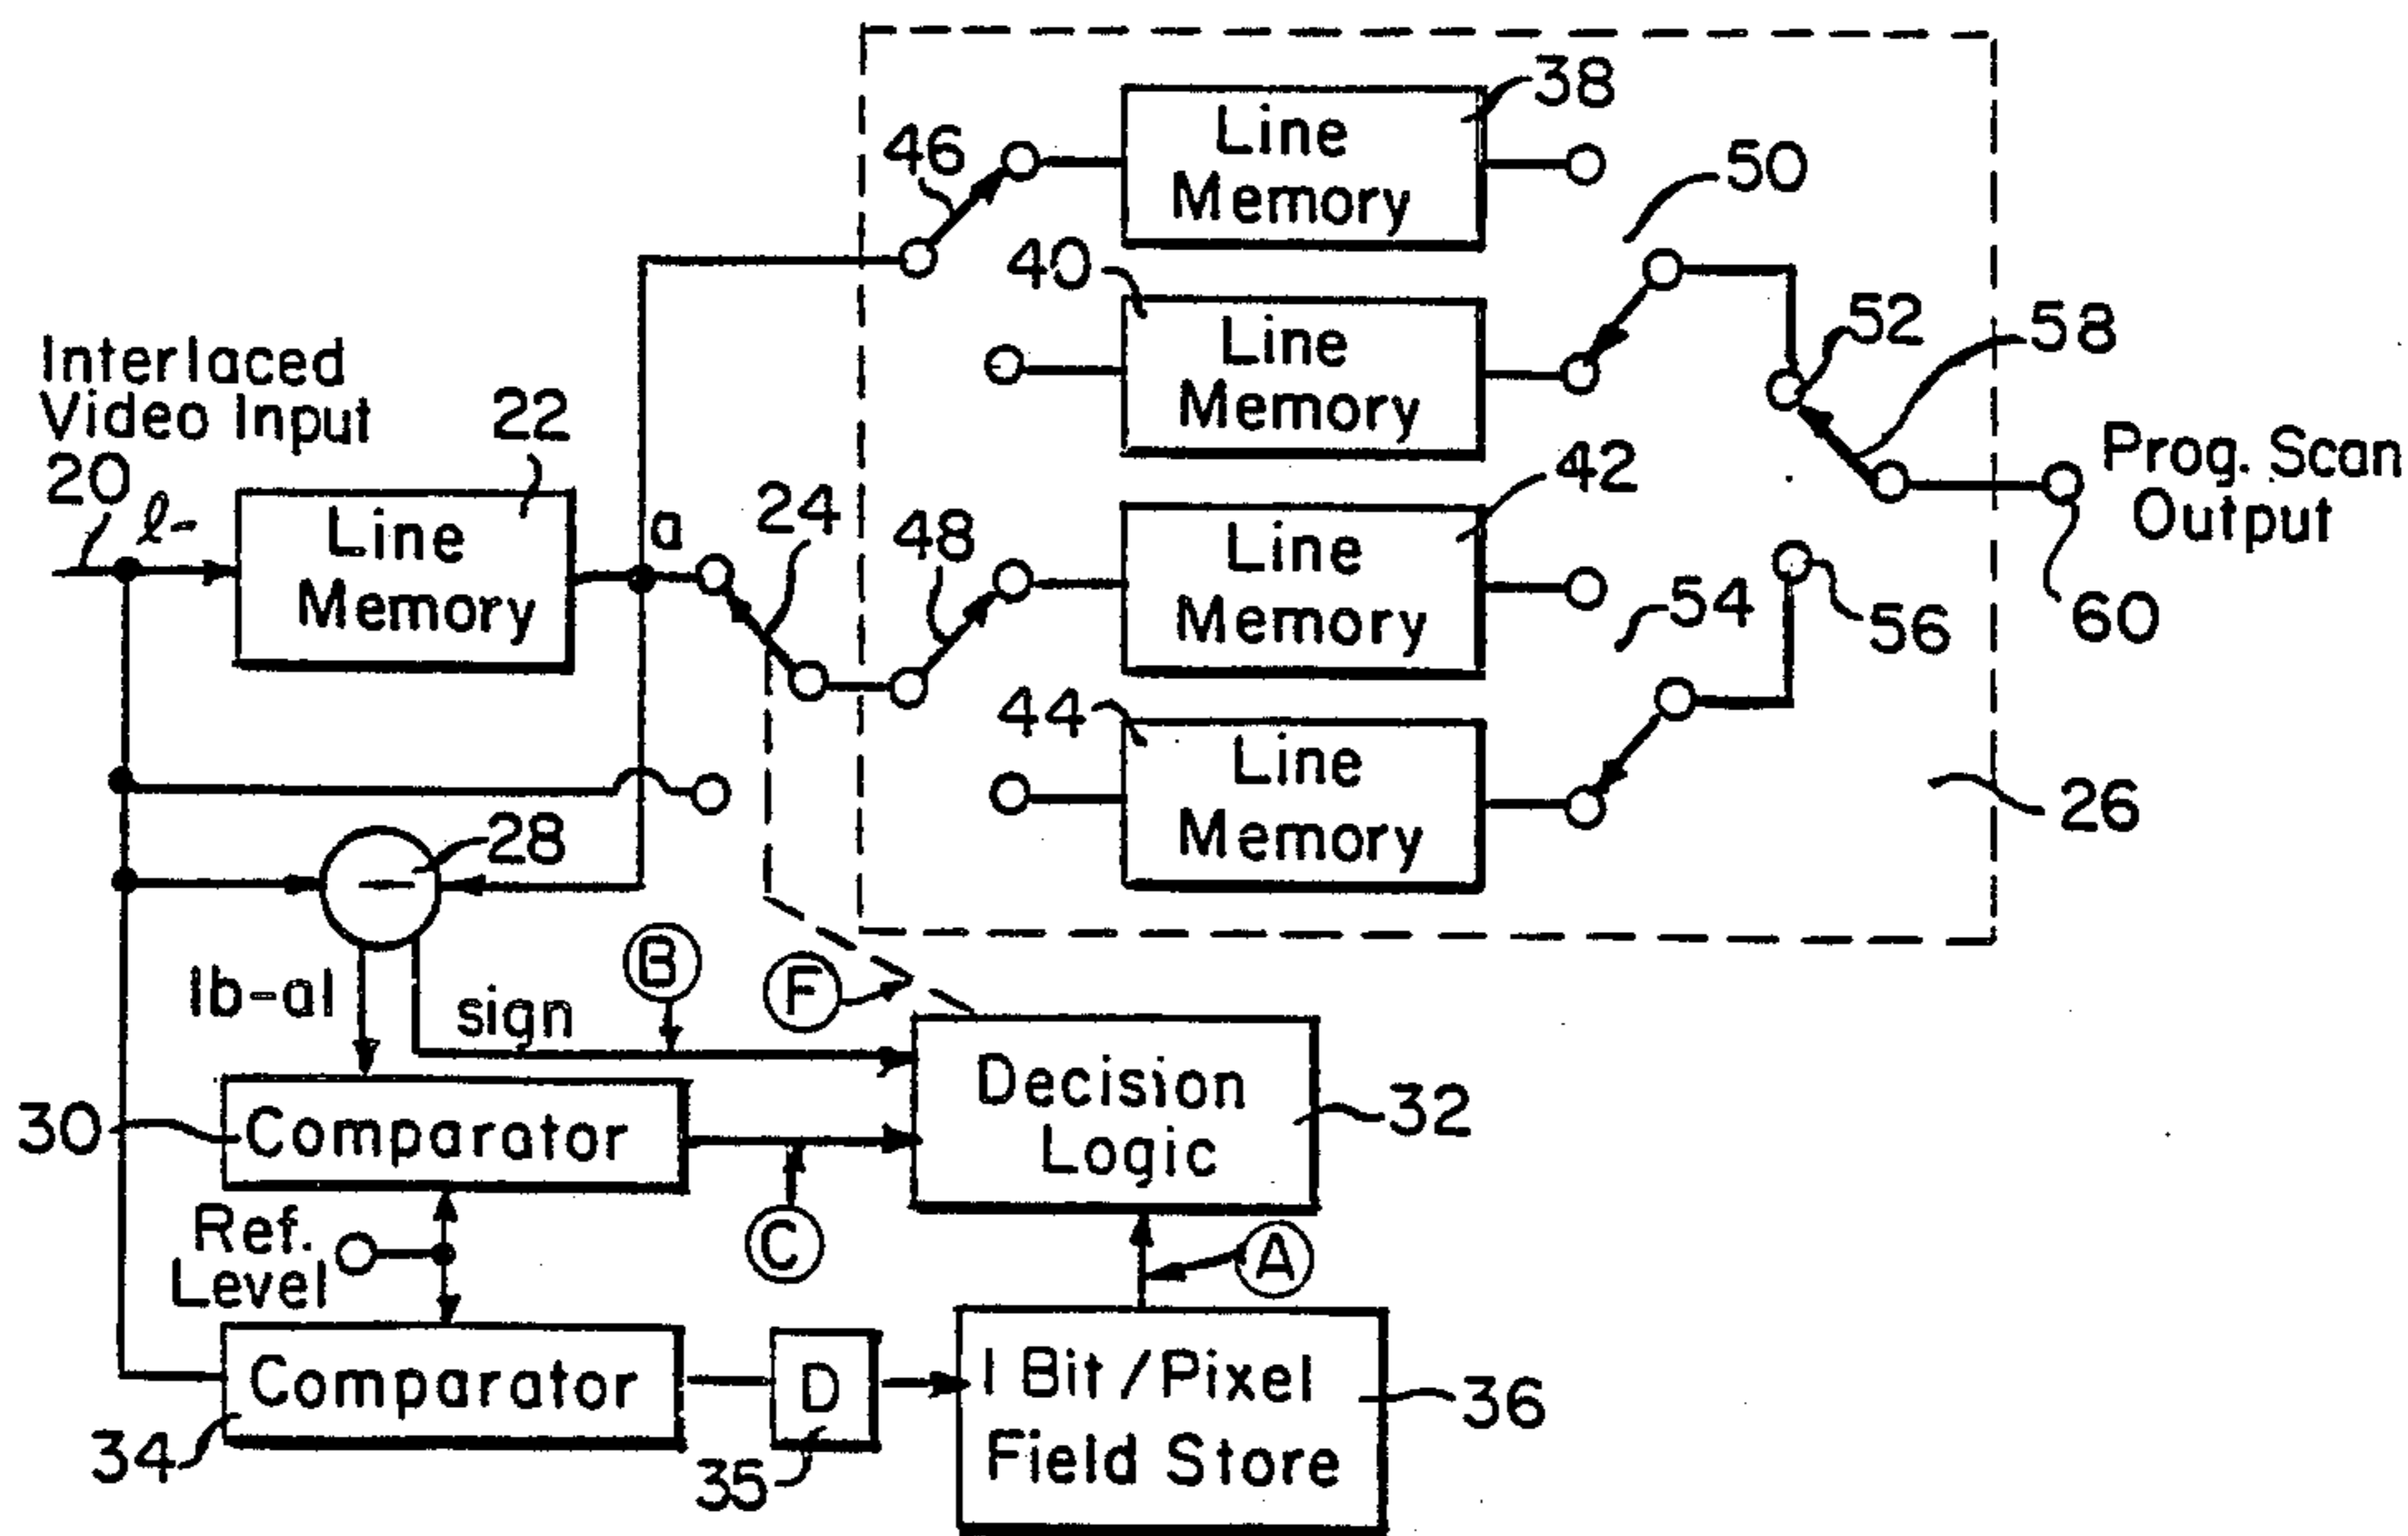 38
Line
Memory
46
50
40
Line
Memory
52
58
Interlaced
Video Input
22
20
ℓ-
Line
Memory
a
24
48
42
Line
Memory
Prog. Scan
Output
54
56
60
44
Line
Memory
26
28
|b-a|
sign
B
F
Decision
Logic
32
30
Comparator
C
Ref.
Level
A
Comparator
34
D
35
1 Bit/Pixel
Field Store
36